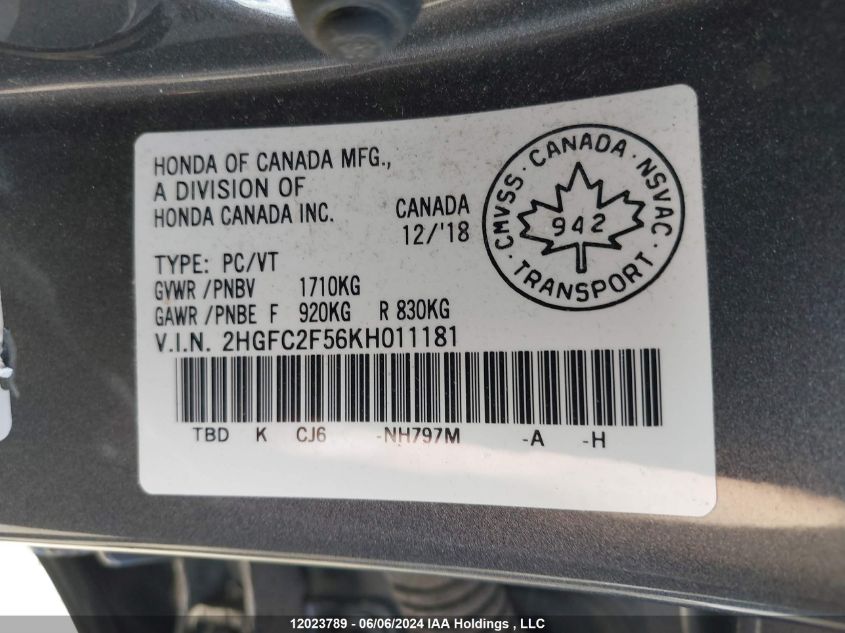 HONDA OF CANADA MFG.,
A DIVISION OF
HONDA CANADA INC.
CANADA
12/'18
TYPE: PC/VT
GVWR /PNBV 1710KG
GAWR /PNBE F 920KG R 830KG
V.I.N. 2HGFC2F56KH011181
TBD K CJ6 -NH797M -A -H
CMVSS · CANADA · NSVAC · TRANSPORT ·
942
12023789 - 06/06/2024 IAA Holdings , LLC